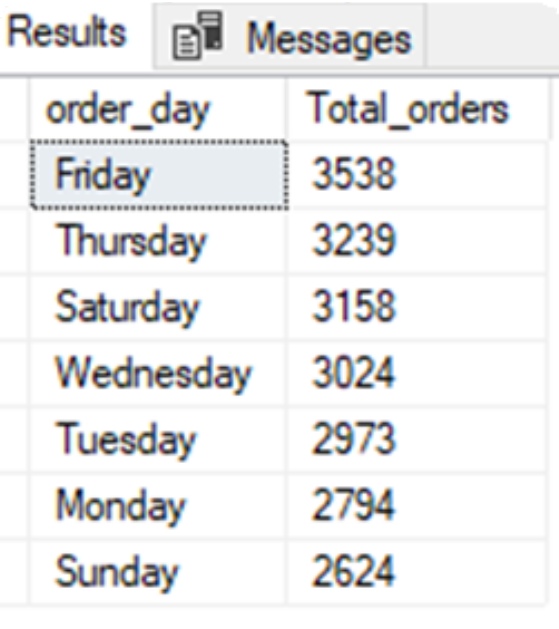 Results Messages
order_day Total_orders
Friday 3538
Thursday 3239
Saturday 3158
Wednesday 3024
Tuesday 2973
Monday 2794
Sunday 2624